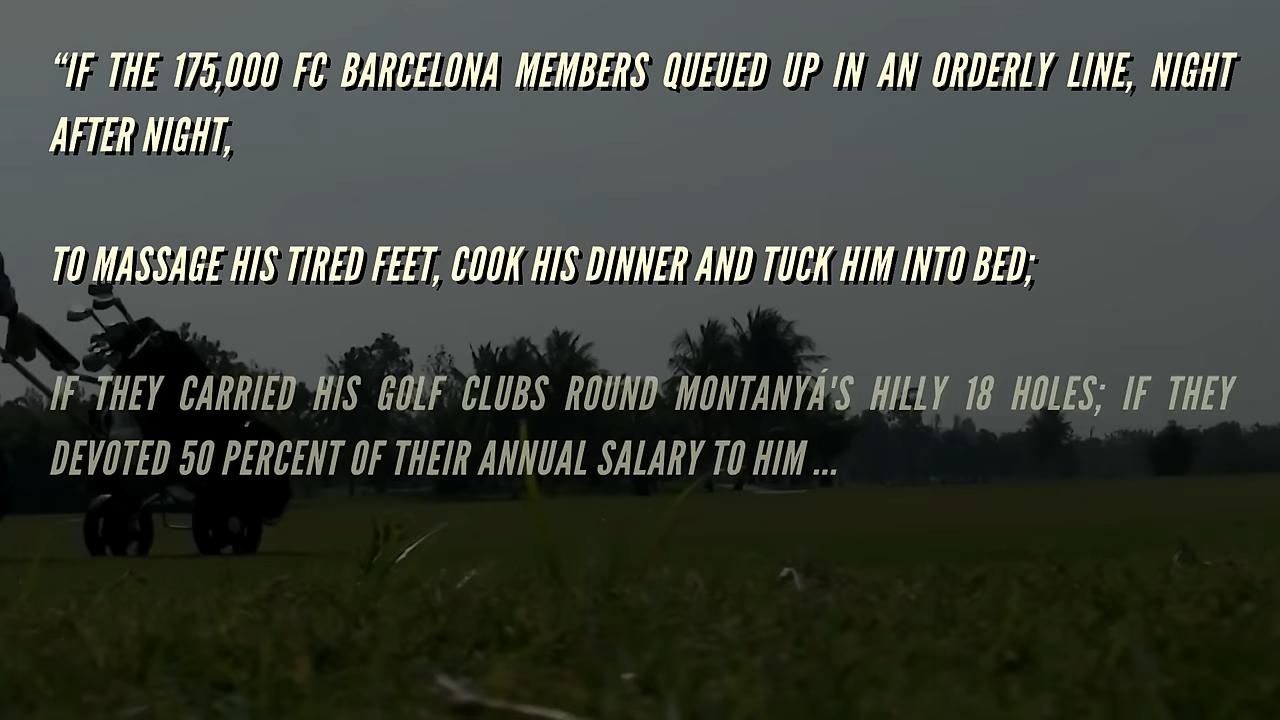 “IF THE 175,000 FC BARCELONA MEMBERS QUEUED UP IN AN ORDERLY LINE, NIGHT
AFTER NIGHT,
TO MASSAGE HIS TIRED FEET, COOK HIS DINNER AND TUCK HIM INTO BED;
IF THEY CARRIED HIS GOLF CLUBS ROUND MONTANYÁ'S HILLY 18 HOLES; IF THEY
DEVOTED 50 PERCENT OF THEIR ANNUAL SALARY TO HIM ...